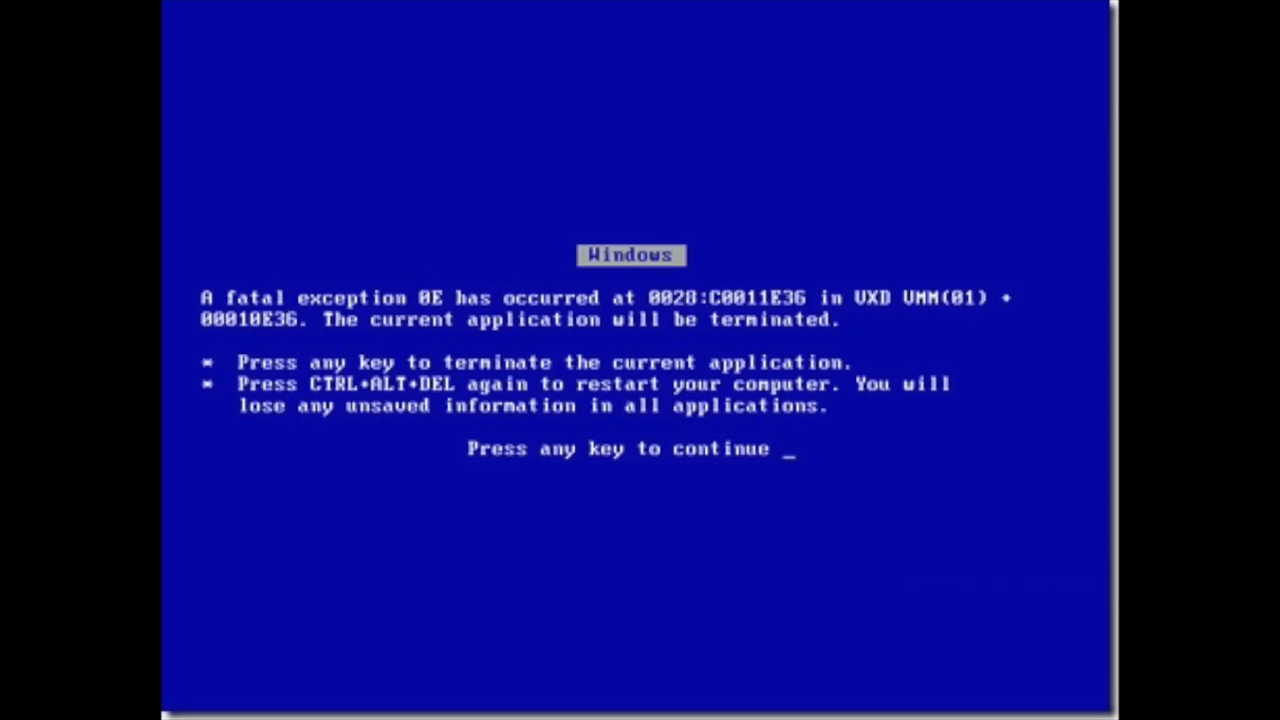 Windows
A fatal exception 0E has occurred at 0028:C0011E36 in VXD VMM(01) +
00010E36. The current application will be terminated.
* Press any key to terminate the current application.
* Press CTRL+ALT+DEL again to restart your computer. You will
lose any unsaved information in all applications.
Press any key to continue _